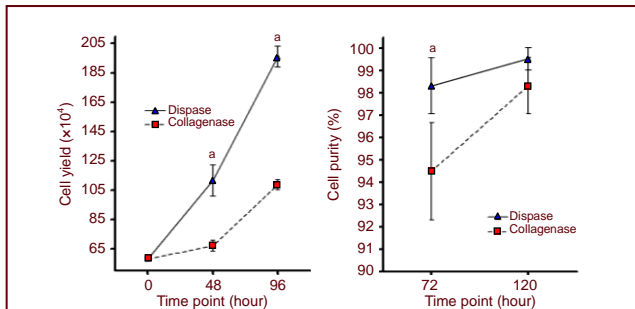 Cell yield (×10⁴)
205
185
165
145
125
105
85
65
a
a
Dispase
Collagenase
0 48 96
Time point (hour)
Cell purity (%)
100
99
98
97
96
95
94
93
92
91
90
a
Dispase
Collagenase
72 120
Time point (hour)